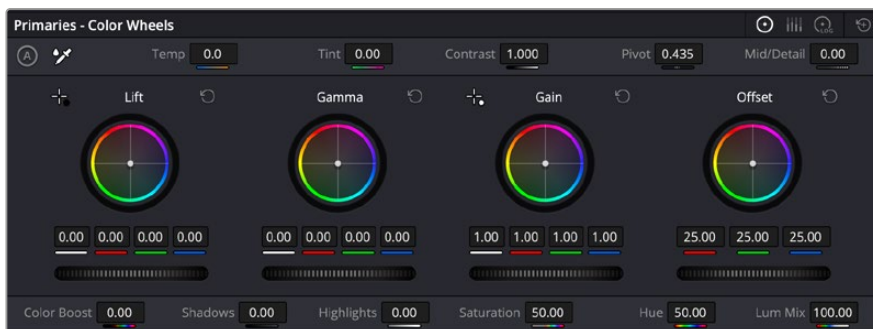 Primaries - Color Wheels
LOG
A Temp 0.0 Tint 0.00 Contrast 1.000 Pivot 0.435 Mid/Detail 0.00
Lift Gamma Gain Offset
0.00 0.00 0.00 0.00 0.00 0.00 0.00 0.00 1.00 1.00 1.00 1.00 25.00 25.00 25.00
Color Boost 0.00 Shadows 0.00 Highlights 0.00 Saturation 50.00 Hue 50.00 Lum Mix 100.00